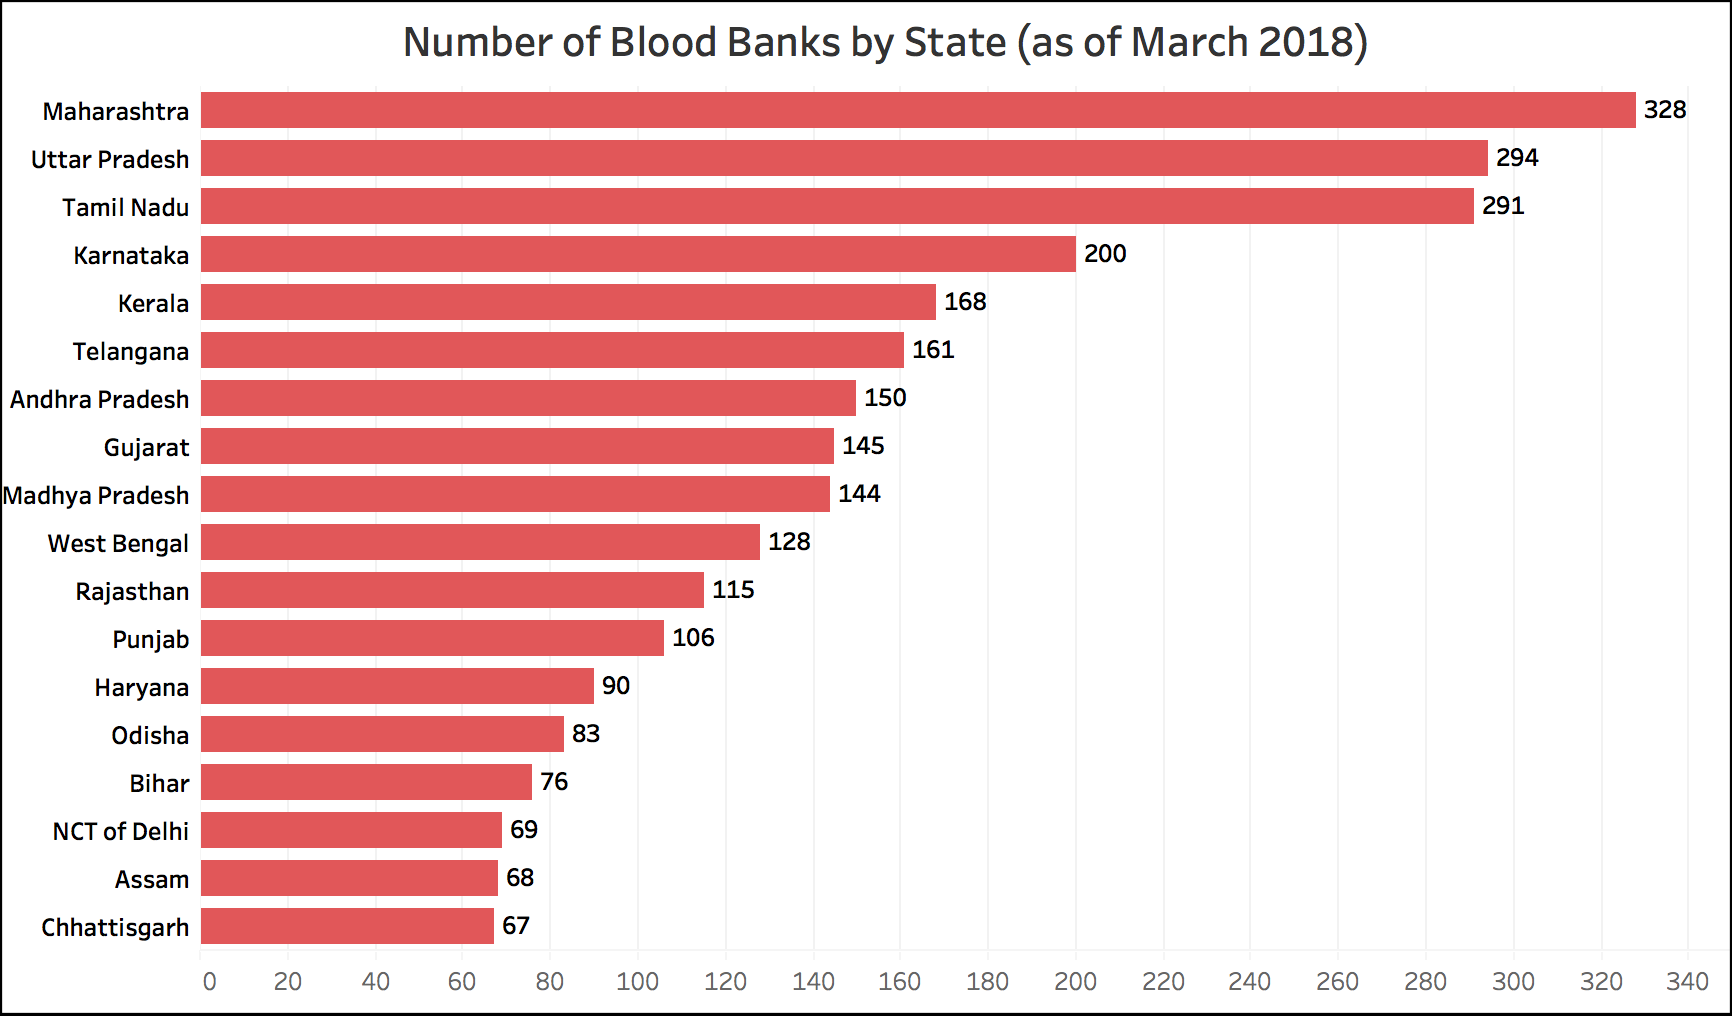 Number of Blood Banks by State (as of March 2018)
Maharashtra 328
Uttar Pradesh 294
Tamil Nadu 291
Karnataka 200
Kerala 168
Telangana 161
Andhra Pradesh 150
Gujarat 145
Madhya Pradesh 144
West Bengal 128
Rajasthan 115
Punjab 106
Haryana 90
Odisha 83
Bihar 76
NCT of Delhi 69
Assam 68
Chhattisgarh 67
0 20 40 60 80 100 120 140 160 180 200 220 240 260 280 300 320 340